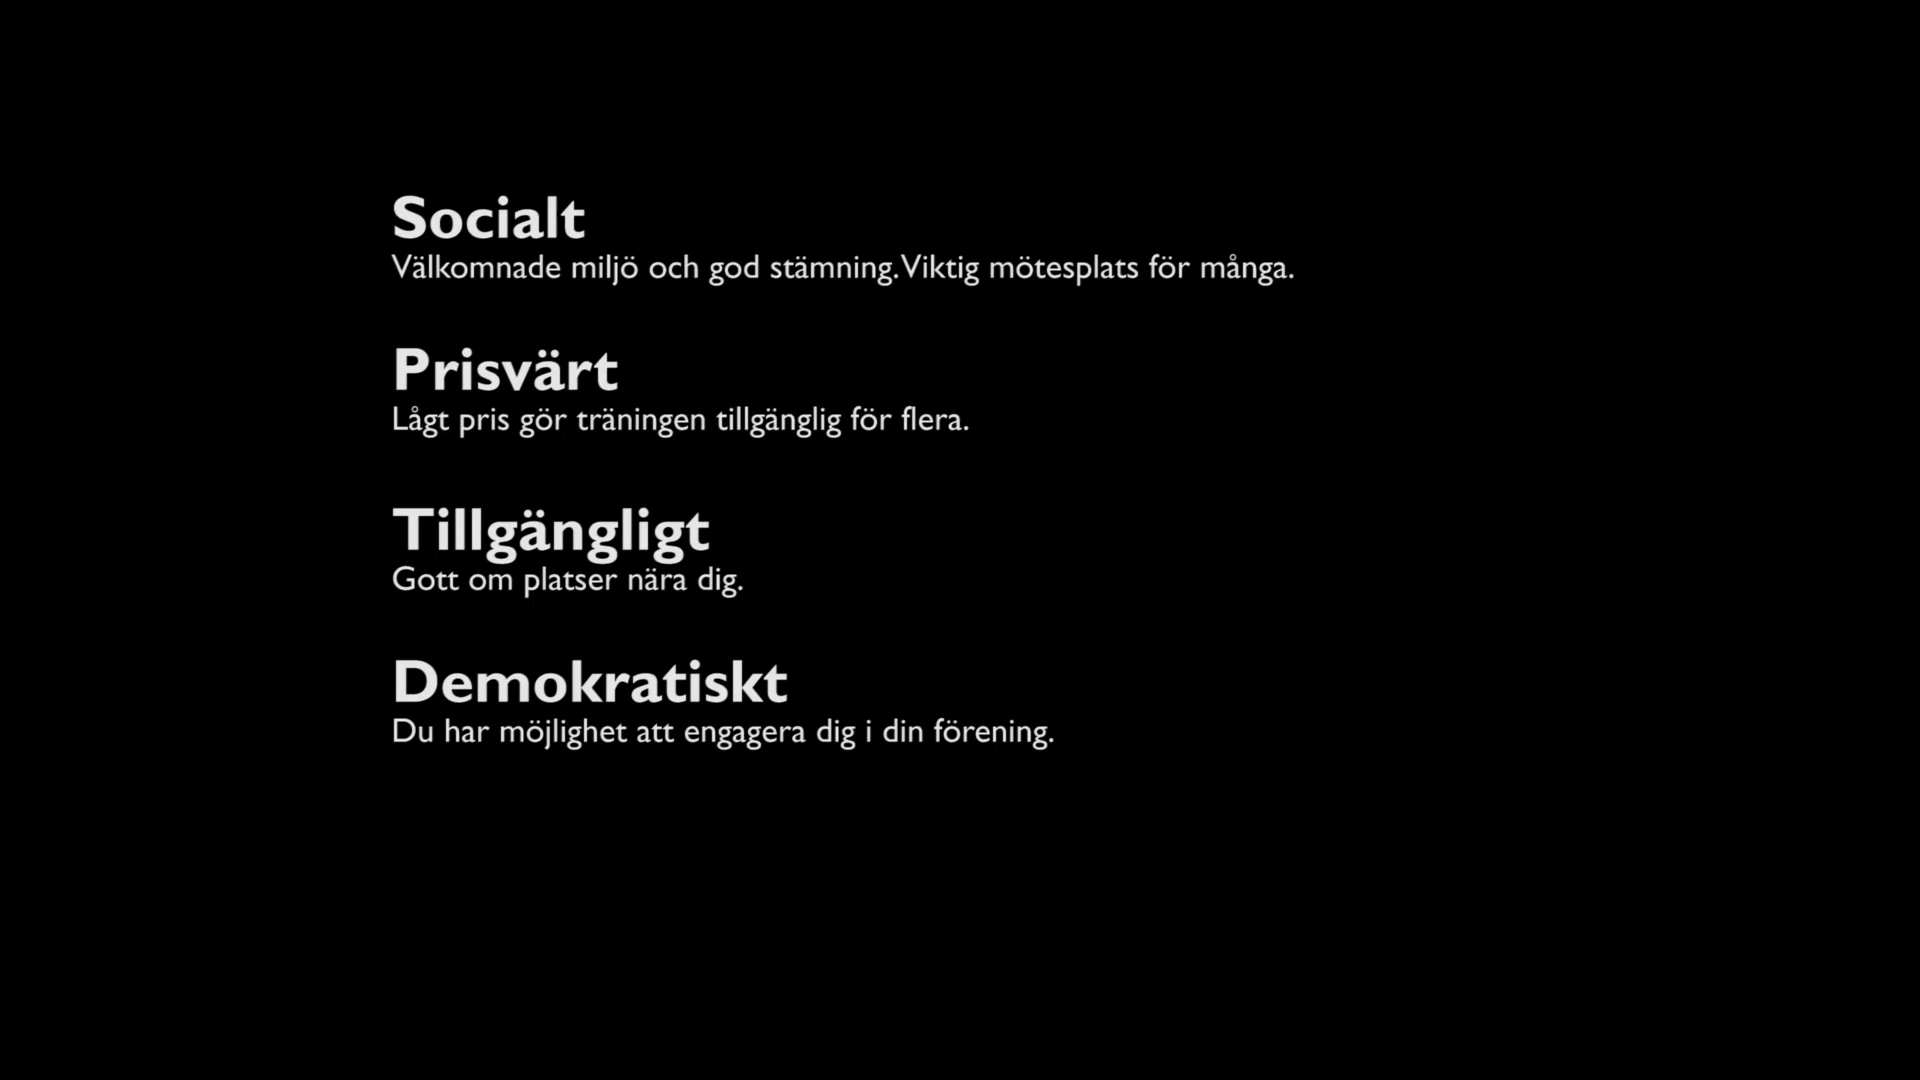 Socialt
Välkomnade miljö och god stämning. Viktig mötesplats för många.
Prisvärt
Lågt pris gör träningen tillgänglig för flera.
Tillgängligt
Gott om platser nära dig.
Demokratiskt
Du har möjlighet att engagera dig i din förening.